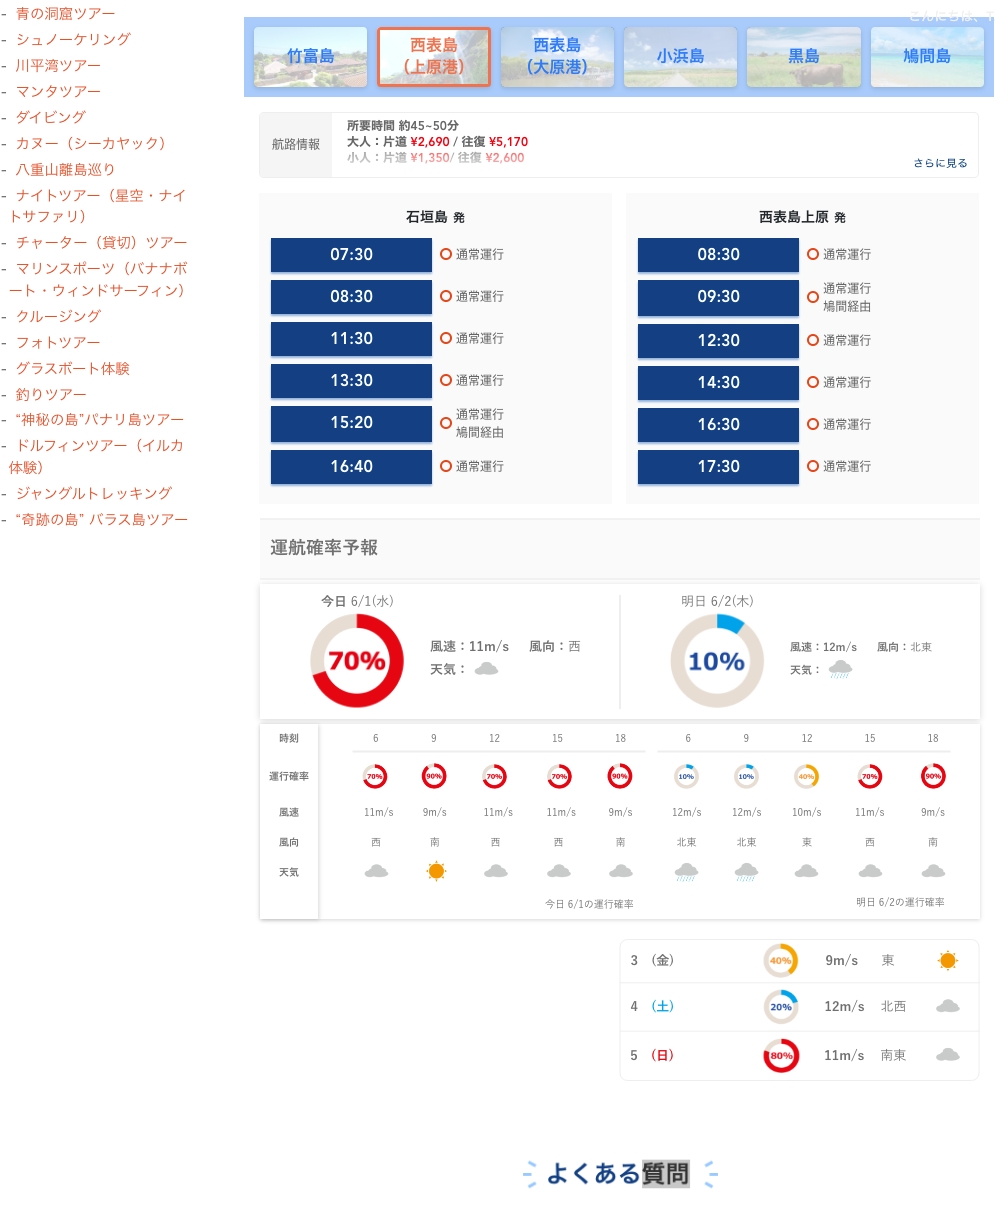 - 青の洞窟ツアー
- シュノーケリング
- 川平湾ツアー
- マンタツアー
- ダイビング
- カヌー（シーカヤック）
- 八重山離島巡り
- ナイトツアー（星空・ナイ
トサファリ）
- チャーター（貸切）ツアー
- マリンスポーツ（バナナボ
ート・ウィンドサーフィン）
- クルージング
- フォトツアー
- グラスボート体験
- 釣りツアー
- “神秘の島”パナリ島ツアー
- ドルフィンツアー（イルカ
体験）
- ジャングルトレッキング
- “奇跡の島” バラス島ツアー
こんにちは、T
竹富島
西表島
（上原港）
西表島
（大原港）
小浜島
黒島
鳩間島
航路情報
所要時間 約45~50分
大人：片道 ¥2,690 / 往復 ¥5,170
小人：片道 ¥1,350/ 往復 ¥2,600
さらに見る
石垣島 発
07:30 通常運行
08:30 通常運行
11:30 通常運行
13:30 通常運行
15:20 通常運行
鳩間経由
16:40 通常運行
西表島上原 発
08:30 通常運行
09:30 通常運行
鳩間経由
12:30 通常運行
14:30 通常運行
16:30 通常運行
17:30 通常運行
運航確率予報
今日 6/1(水)
70%
風速：11m/s 風向：西
天気：
明日 6/2(木)
10%
風速：12m/s 風向：北東
天気：
時刻 6 9 12 15 18 6 9 12 15 18
運行確率 70% 90% 70% 70% 90% 10% 10% 40% 70% 90%
風速 11m/s 9m/s 11m/s 11m/s 9m/s 12m/s 12m/s 10m/s 11m/s 9m/s
風向 西 南 西 西 南 北東 北東 東 西 南
天気
今日 6/1の運行確率
明日 6/2の運行確率
3 （金） 40% 9m/s 東
4 （土） 20% 12m/s 北西
5 （日） 80% 11m/s 南東
よくある質問